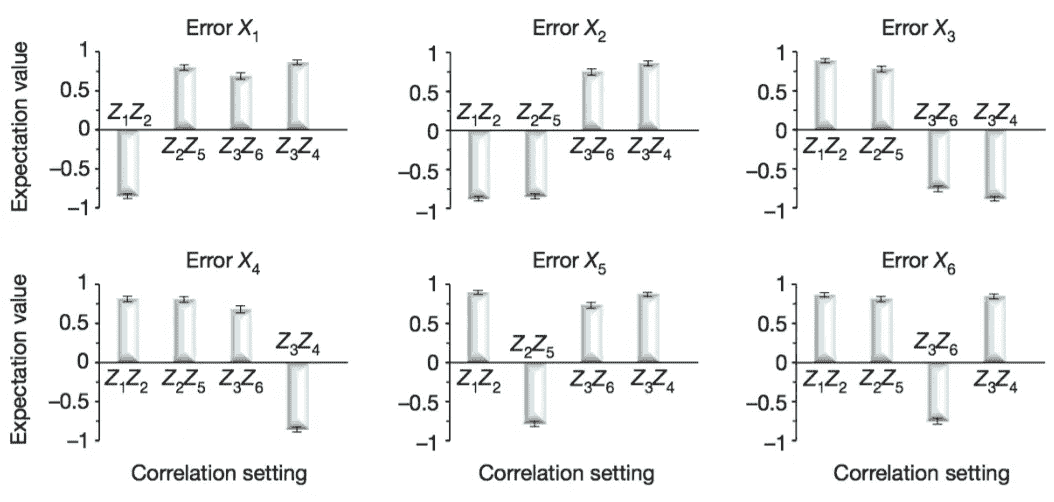 Error X₁
Error X₂
Error X₃
Expectation value
1
0.5
0
−0.5
−1
Z₁Z₂
Z₂Z₅ Z₃Z₆ Z₃Z₄
1
0.5
0
−0.5
−1
Z₁Z₂ Z₂Z₅
Z₃Z₆ Z₃Z₄
1
0.5
0
−0.5
−1
Z₃Z₆ Z₃Z₄
Z₁Z₂ Z₂Z₅
Error X₄
Error X₅
Error X₆
Expectation value
1
0.5
0
−0.5
−1
Z₃Z₄
Z₁Z₂ Z₂Z₅ Z₃Z₆
1
0.5
0
−0.5
−1
Z₂Z₅
Z₁Z₂ Z₃Z₆ Z₃Z₄
1
0.5
0
−0.5
−1
Z₃Z₆
Z₁Z₂ Z₂Z₅ Z₃Z₄
Correlation setting
Correlation setting
Correlation setting